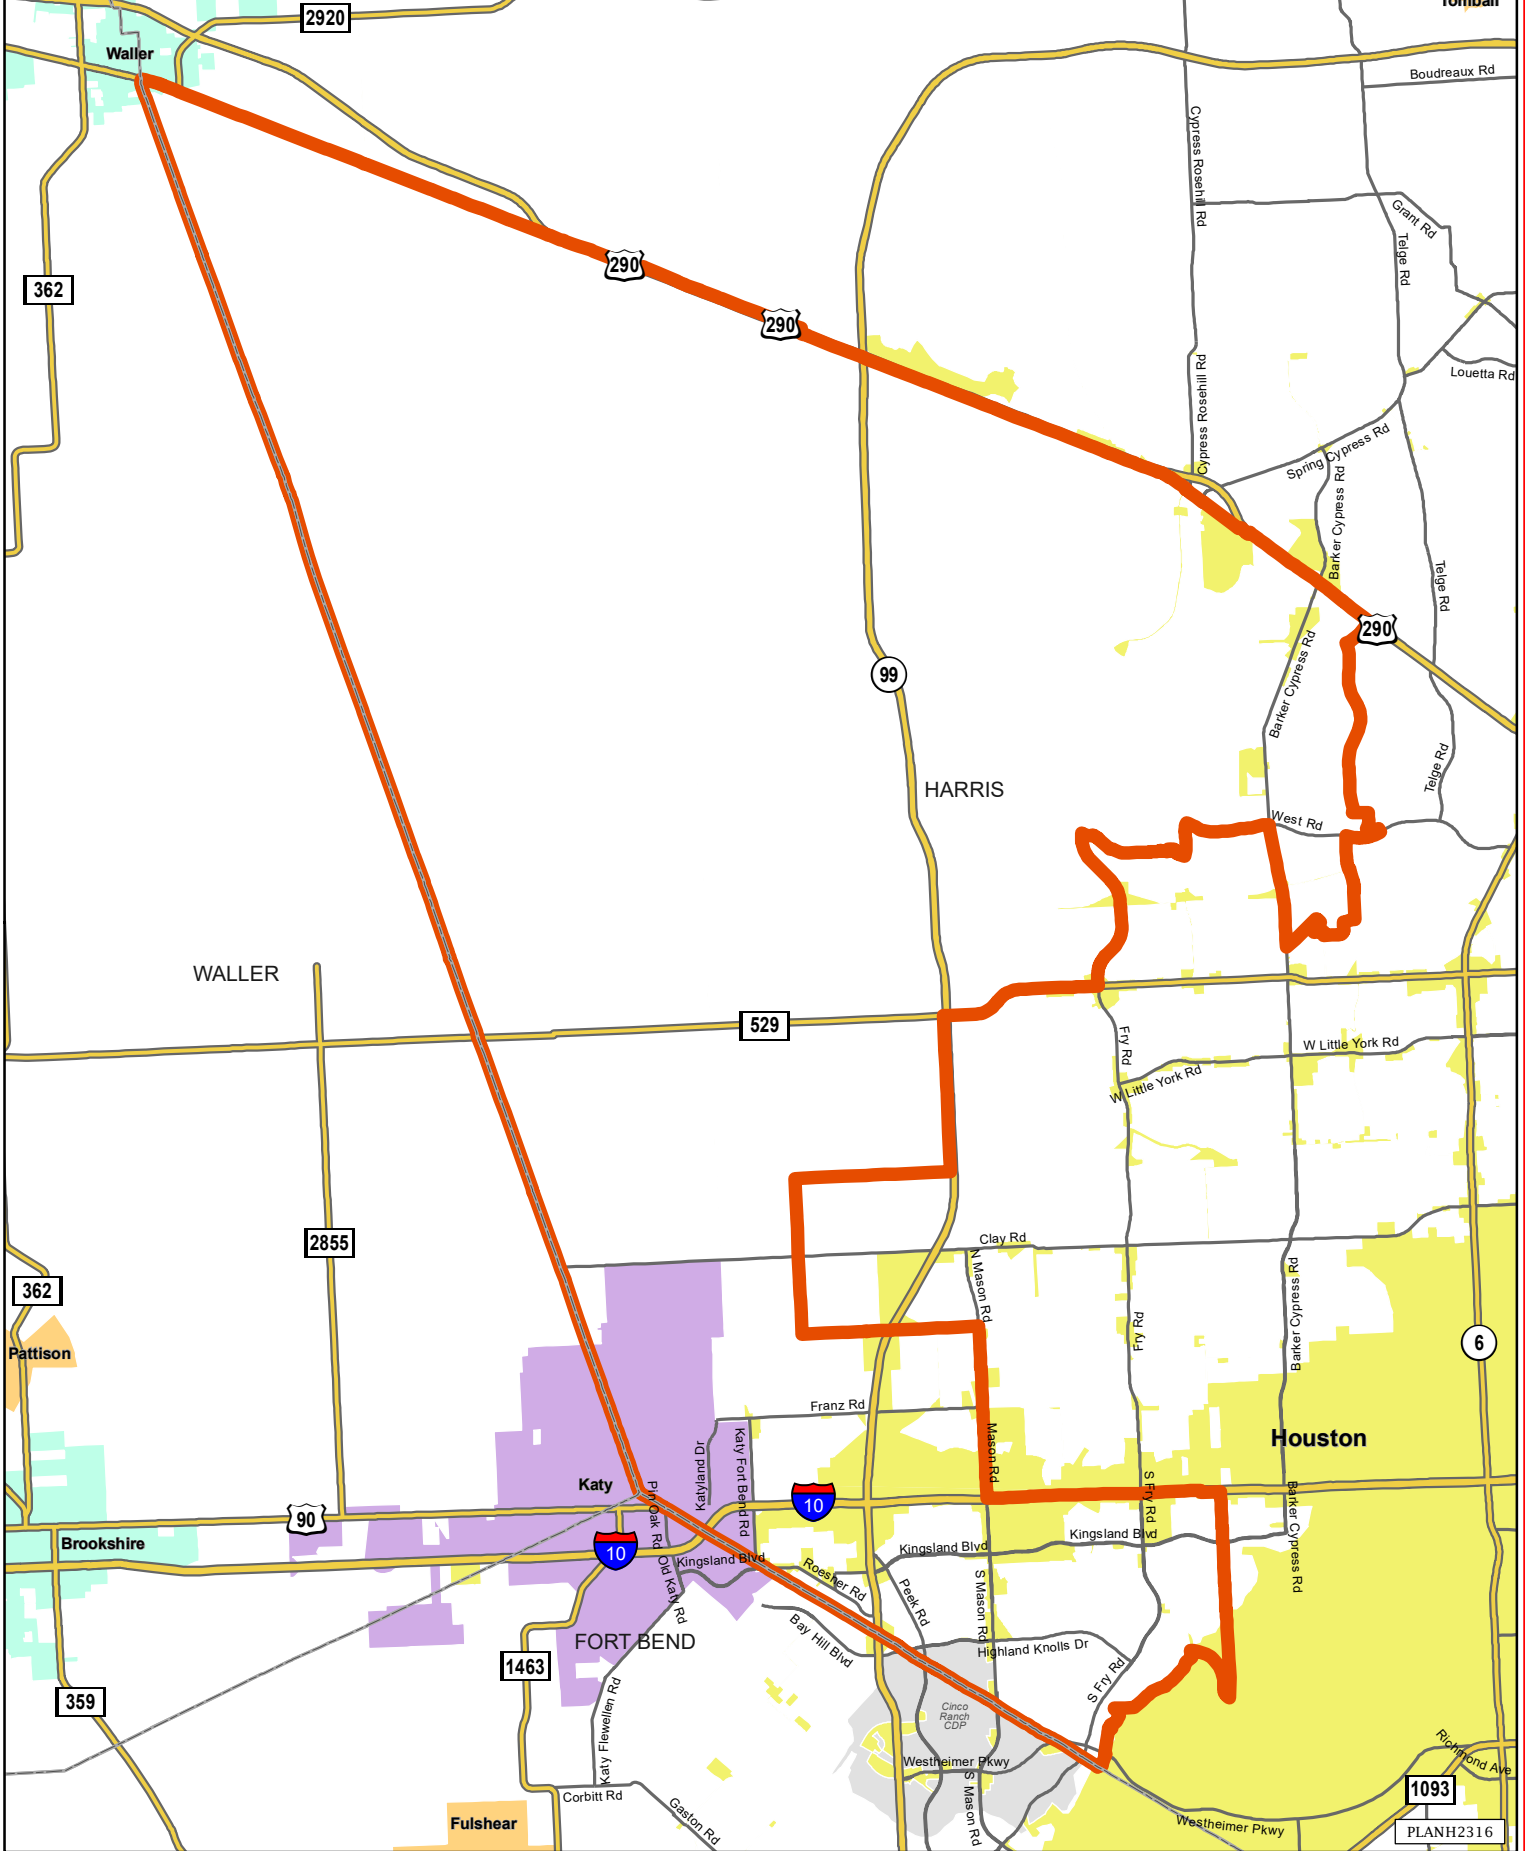 Tomball
2920
Waller
Boudreaux Rd
Cypress Rosehill Rd
Grant Rd
Telge Rd
290
362
290
Louetta Rd
Cypress Rosehill Rd
Spring Cypress Rd
Barker Cypress Rd
Telge Rd
290
Barker Cypress Rd
99
Telge Rd
HARRIS
West Rd
WALLER
529
Fry Rd
W Little York Rd
W Little York Rd
2855
Clay Rd
N Mason Rd
Barker Cypress Rd
362
Fry Rd
6
Pattison
Franz Rd
Houston
Mason Rd
Katyland Dr
Katy Fort Bend Rd
Katy
Pin Oak Rd
S Fry Rd
Barker Cypress Rd
10
90
Brookshire
10
Kingsland Blvd
Kingsland Blvd
Kingsland Blvd
Old Katy Rd
Roesher Rd
Peek Rd
S Mason Rd
Bay Hill Blvd
FORT BEND
Highland Knolls Dr
1463
S Fry Rd
359
Katy Flewellen Rd
Cinco
Ranch
CDP
Westheimer Pkwy
Richmond Ave
S Mason Rd
1093
Corbitt Rd
Gaston Rd
Fulshear
Westheimer Pkwy
PLANH2316